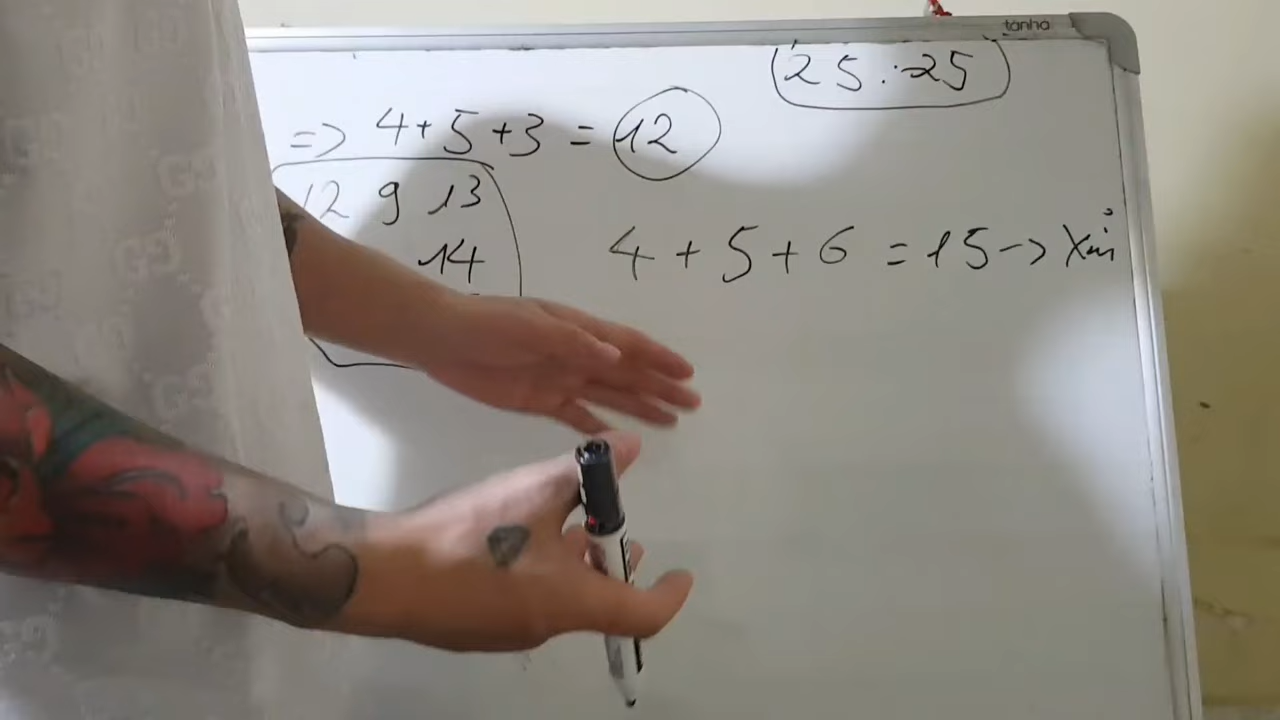 tanha
25:25
=> 4+5+3 = 12
12 9 13
14
4+5+6 =15→Xỉu